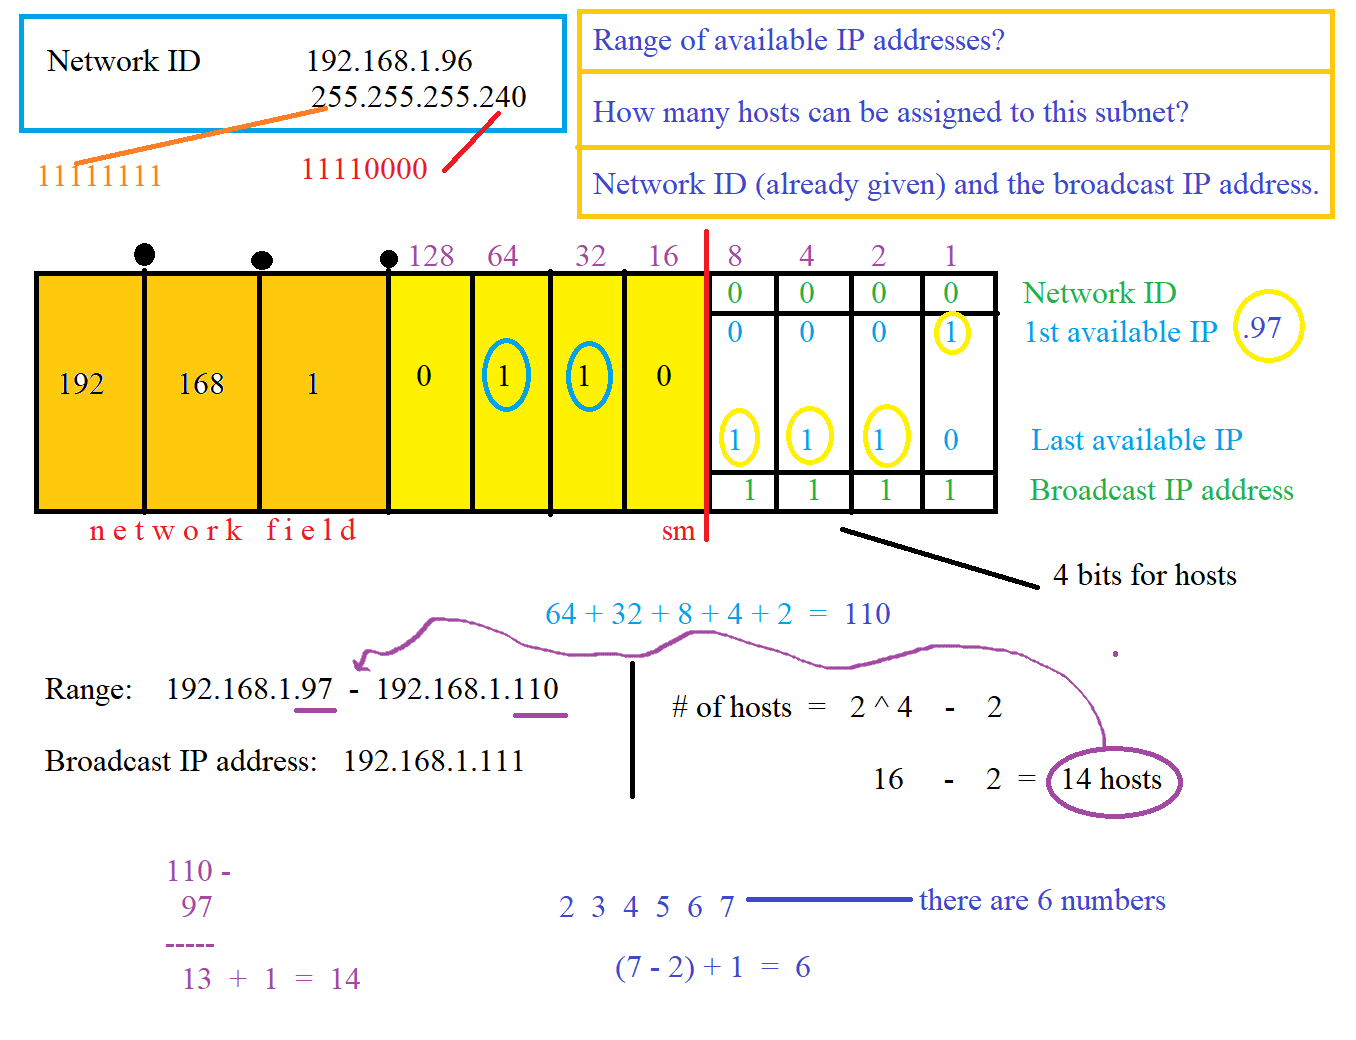 Network ID 192.168.1.96
255.255.255.240
11111111
11110000
Range of available IP addresses?
How many hosts can be assigned to this subnet?
Network ID (already given) and the broadcast IP address.
128 64 32 16 8 4 2 1
0 0 0 0 Network ID
0 0 0 1 1st available IP .97
192 168 1 0 1 1 0
1 1 1 0 Last available IP
1 1 1 1 Broadcast IP address
network field sm
4 bits for hosts
64 + 32 + 8 + 4 + 2 = 110
Range: 192.168.1.97 - 192.168.1.110
Broadcast IP address: 192.168.1.111
# of hosts = 2 ^ 4 - 2
16 - 2 = 14 hosts
110 -
97
-----
13 + 1 = 14
2 3 4 5 6 7 there are 6 numbers
(7 - 2) + 1 = 6